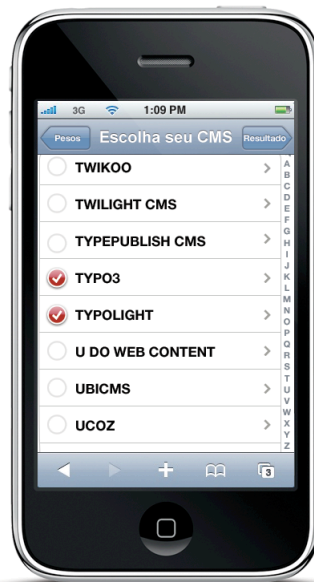 3G 1:09 PM
Pesos Escolha seu CMS Resultado
TWIKOO
TWILIGHT CMS
TYPEPUBLISH CMS
TYPO3
TYPOLIGHT
U DO WEB CONTENT
UBICMS
UCOZ
A
B
C
D
E
F
G
H
I
J
K
L
M
N
O
P
Q
R
S
T
U
V
W
X
Y
Z
3